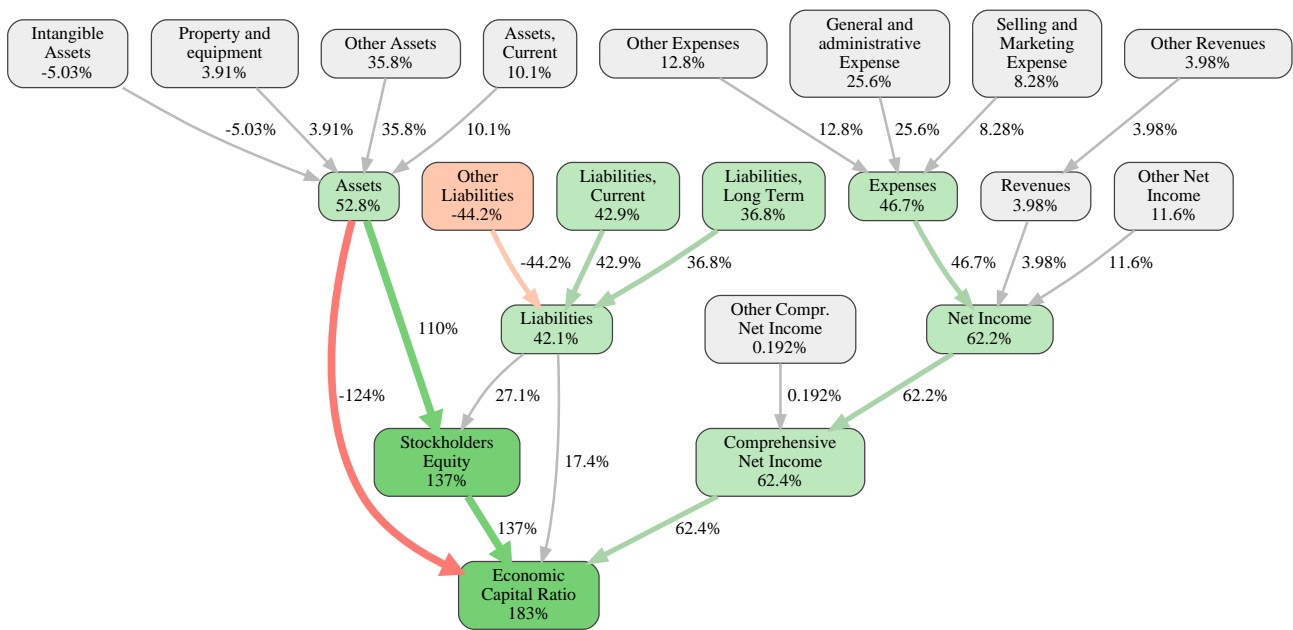 Intangible
Assets
-5.03%
Property and
equipment
3.91%
Other Assets
35.8%
Assets,
Current
10.1%
Other Expenses
12.8%
General and
administrative
Expense
25.6%
Selling and
Marketing
Expense
8.28%
Other Revenues
3.98%
-5.03%
3.91%
35.8%
10.1%
12.8%
25.6%
8.28%
3.98%
Assets
52.8%
Other
Liabilities
-44.2%
Liabilities,
Current
42.9%
Liabilities,
Long Term
36.8%
Expenses
46.7%
Revenues
3.98%
Other Net
Income
11.6%
-44.2%
42.9%
36.8%
46.7%
3.98%
11.6%
110%
Liabilities
42.1%
Other Compr.
Net Income
0.192%
Net Income
62.2%
-124%
27.1%
0.192%
62.2%
Stockholders
Equity
137%
17.4%
Comprehensive
Net Income
62.4%
137%
62.4%
Economic
Capital Ratio
183%